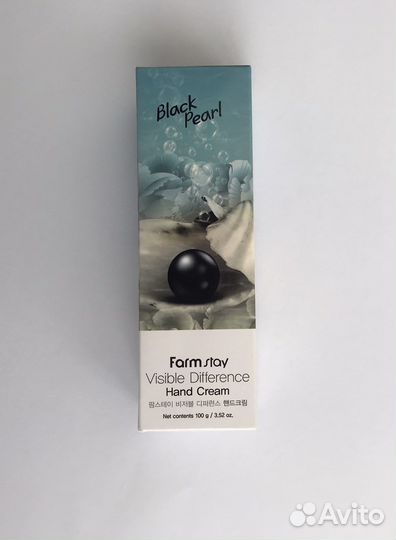 Black
Pearl
Farmstay
Visible Difference
Hand Cream
팜스테이 비저블 디퍼런스 핸드크림
Net contents 100 g / 3.52 oz.
Avito